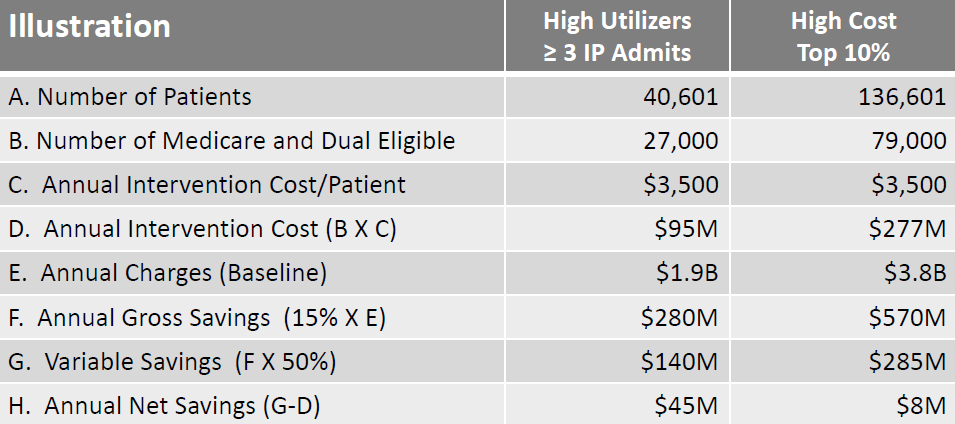 Illustration High Utilizers ≥ 3 IP Admits High Cost Top 10%
A. Number of Patients 40,601 136,601
B. Number of Medicare and Dual Eligible 27,000 79,000
C. Annual Intervention Cost/Patient $3,500 $3,500
D. Annual Intervention Cost (B X C) $95M $277M
E. Annual Charges (Baseline) $1.9B $3.8B
F. Annual Gross Savings (15% X E) $280M $570M
G. Variable Savings (F X 50%) $140M $285M
H. Annual Net Savings (G-D) $45M $8M